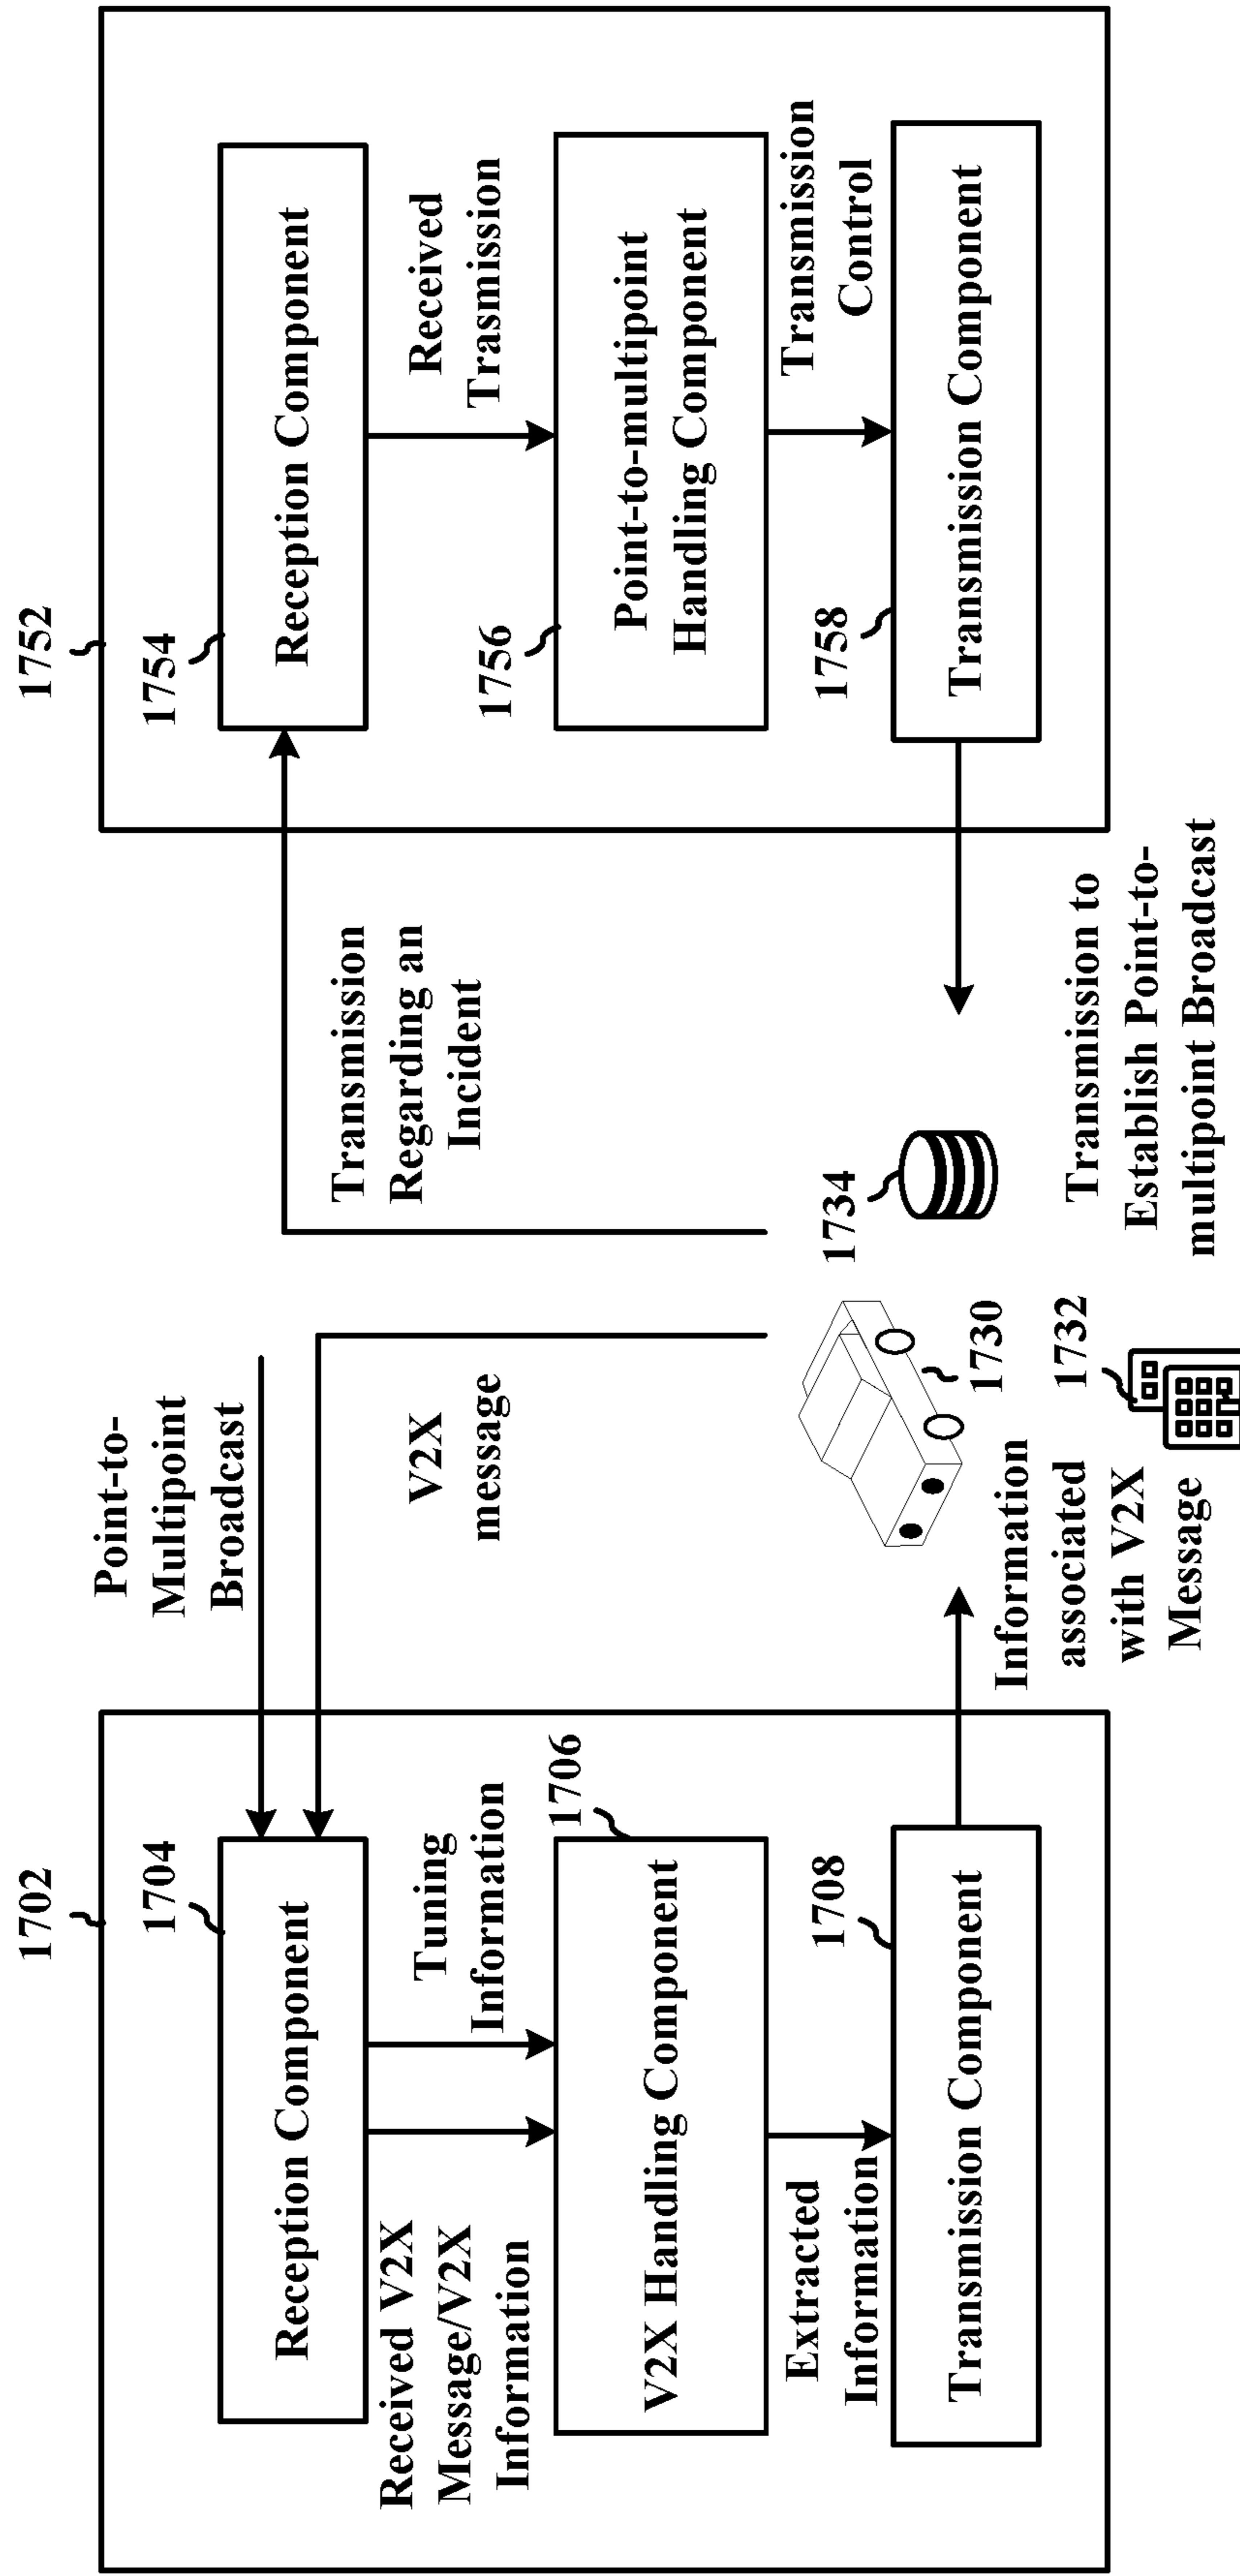 1702
1704
Reception Component
Received V2X
Message/V2X
Information
Tuning
Information
1706
V2X Handling Component
Extracted
Information
1708
Transmission Component
Point-to-
Multipoint
Broadcast
V2X
message
Information
associated
with V2X
Message
1730
1732
1734
Transmission
Regarding an
Incident
Transmission to
Establish Point-to-
multipoint Broadcast
1752
1754
Reception Component
Received
Trasmission
1756
Point-to-multipoint
Handling Component
Transmission
Control
1758
Transmission Component